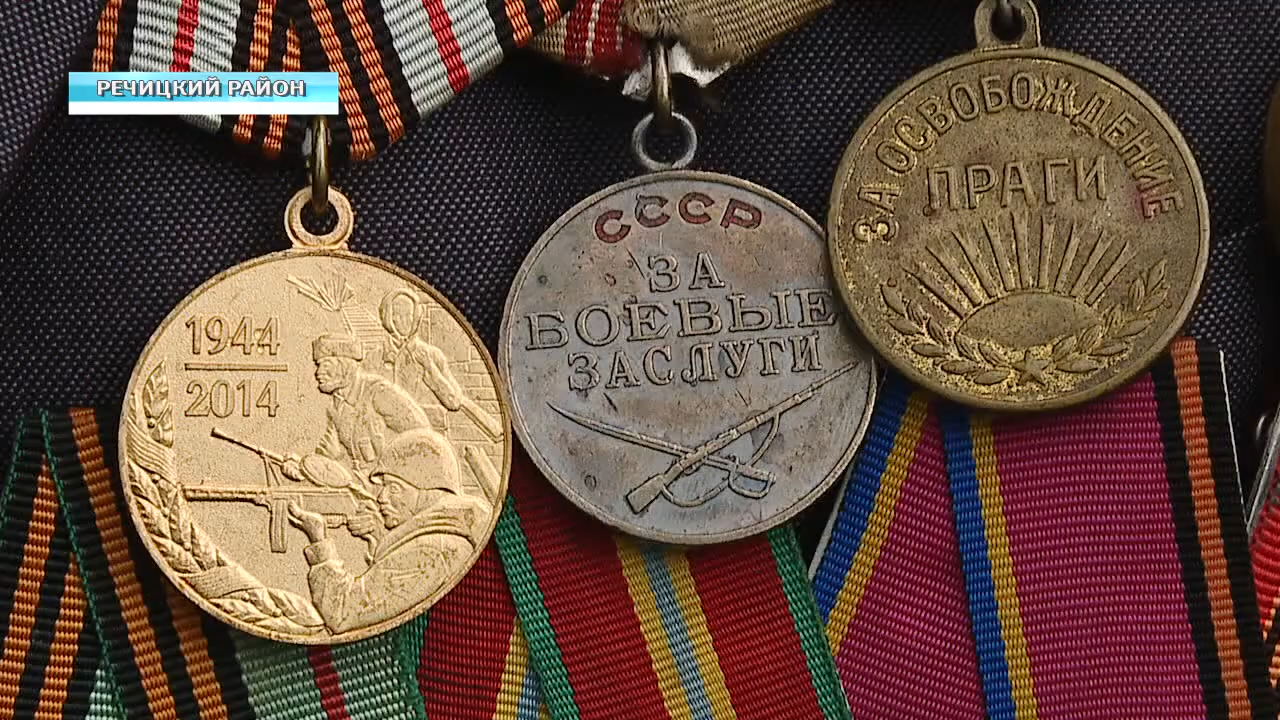 РЕЧИЦКИЙ РАЙОН
1944
2014
СССР
ЗА
БОЕВЫЕ
ЗАСЛУГИ
ЗА ОСВОБОЖДЕНИЕ
ПРАГИ